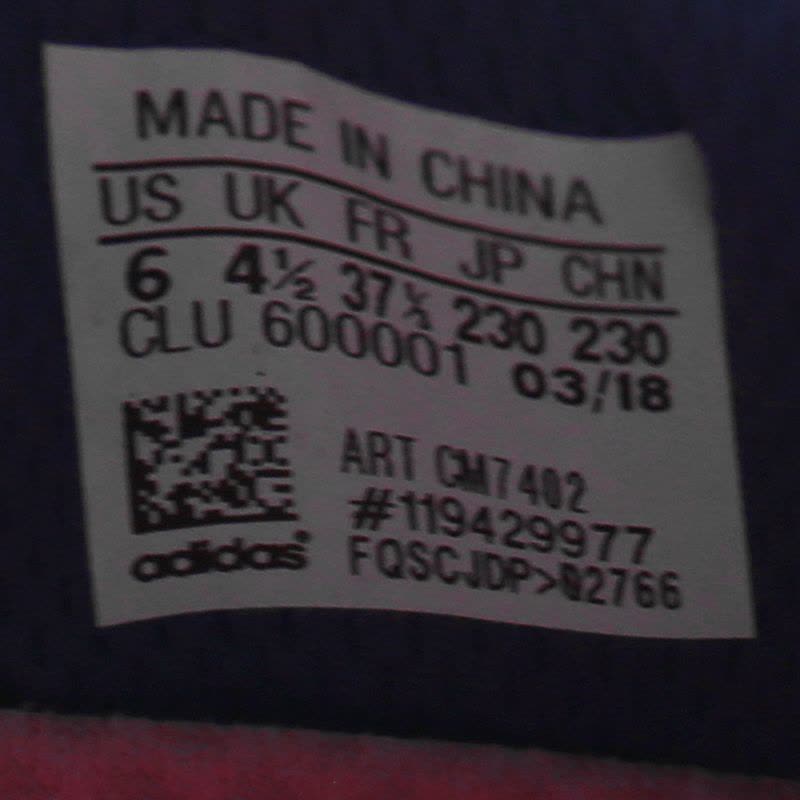 MADE IN CHINA
US UK FR JP CHN
6 4½ 37⅓ 230 230
CLU 600001 03/18
ART CM7402
#119429977
adidas® FQSCJDP>02766